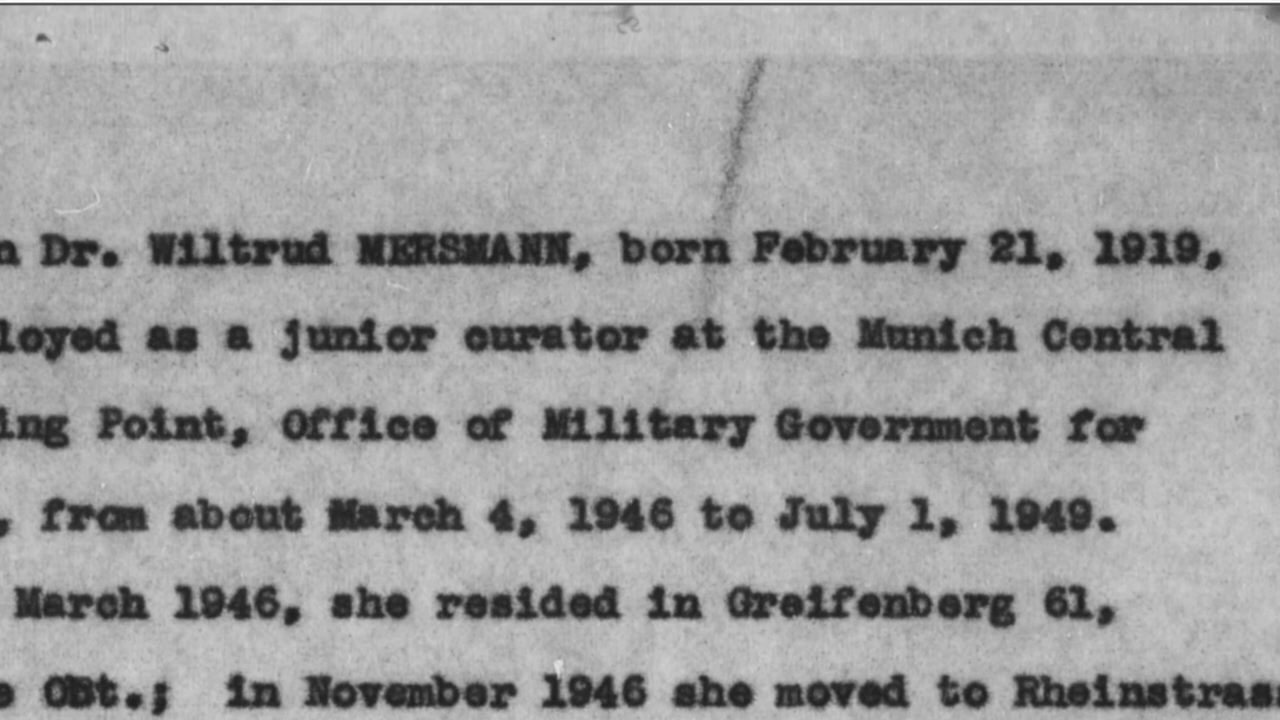 n Dr. Wiltrud MERSMANN, born February 21, 1919,
loyed as a junior curator at the Munich Central
ing Point, Office of Military Government for
, from about March 4, 1946 to July 1, 1949.
March 1946, she resided in Greifenberg 61,
e OBt.; in November 1946 she moved to Rheinstras